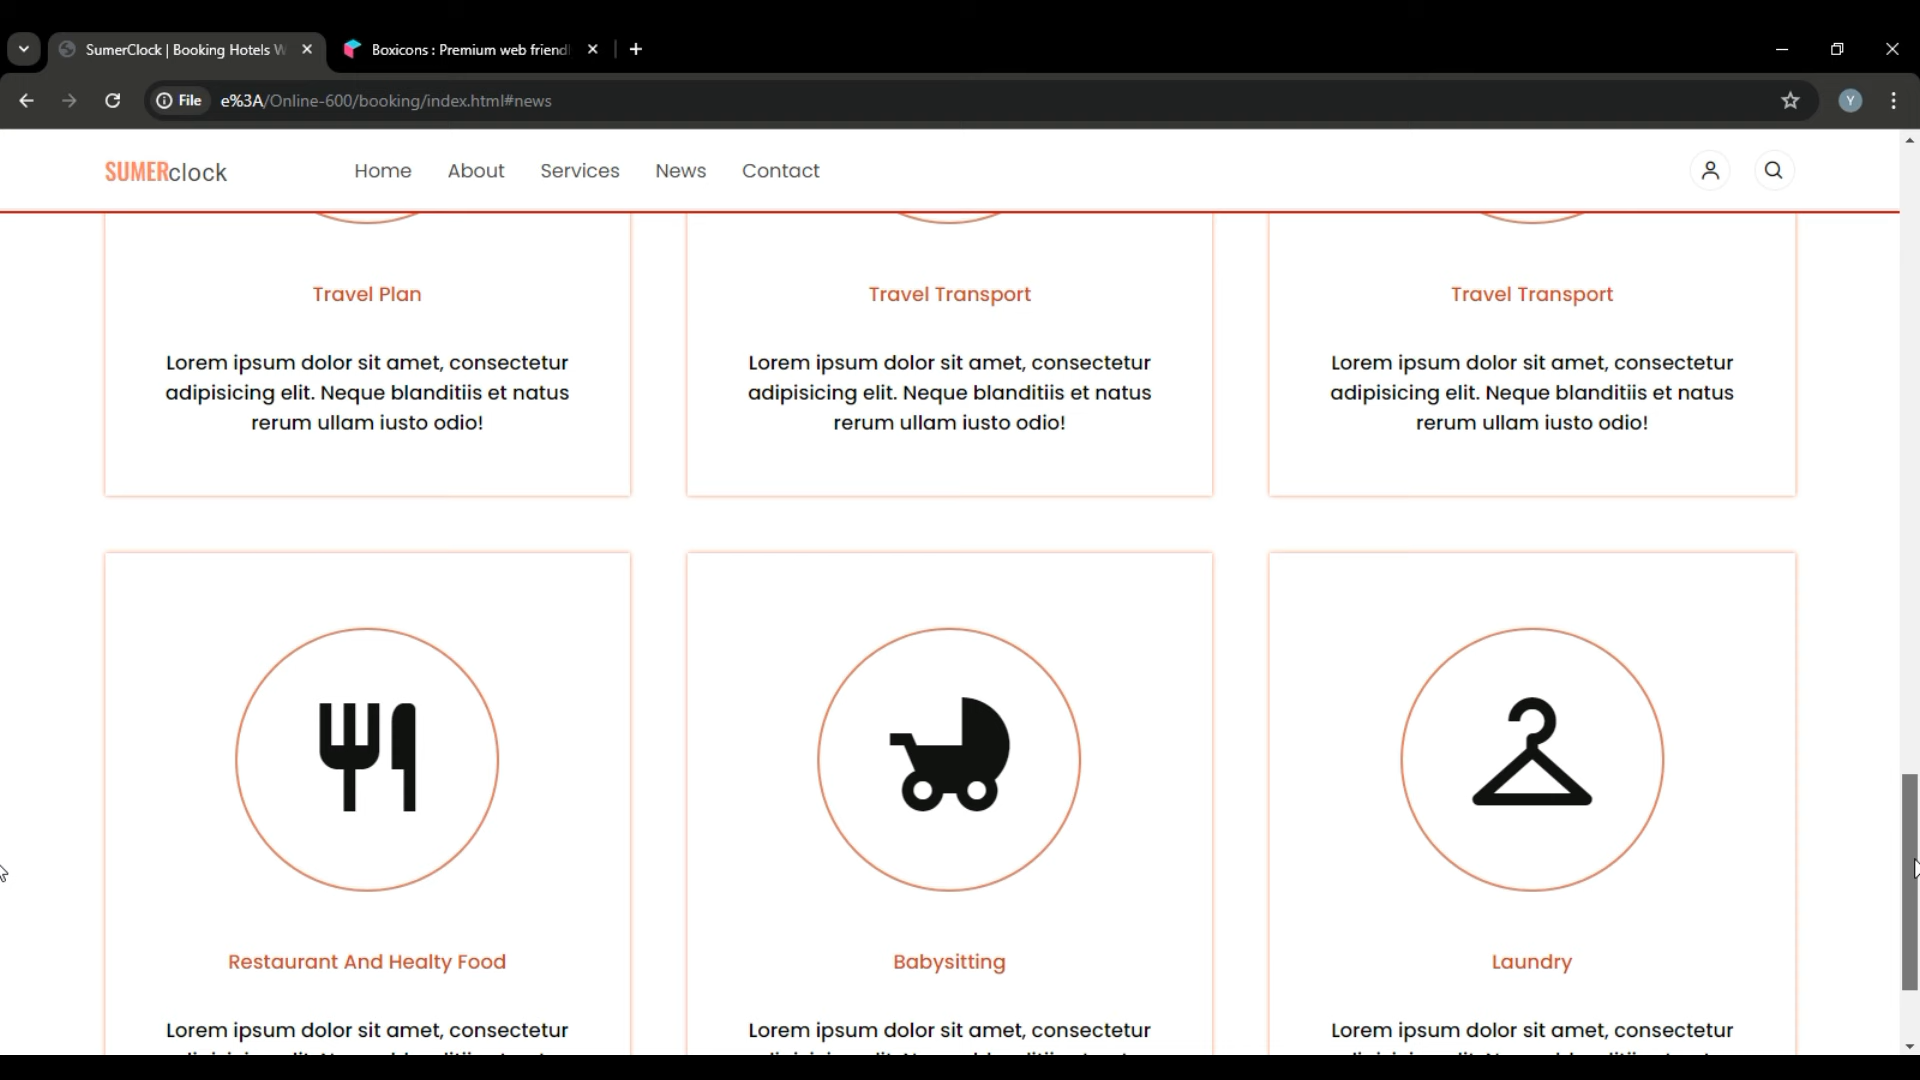 SumerClock | Booking Hotels W
Boxicons : Premium web friend
File
e%3A/Online-600/booking/index.html#news
Y
SUMERclock
Home
About
Services
News
Contact
Travel Plan
Lorem ipsum dolor sit amet, consectetur
adipisicing elit. Neque blanditiis et natus
rerum ullam iusto odio!
Travel Transport
Lorem ipsum dolor sit amet, consectetur
adipisicing elit. Neque blanditiis et natus
rerum ullam iusto odio!
Travel Transport
Lorem ipsum dolor sit amet, consectetur
adipisicing elit. Neque blanditiis et natus
rerum ullam iusto odio!
Restaurant And Healty Food
Lorem ipsum dolor sit amet, consectetur
Babysitting
Lorem ipsum dolor sit amet, consectetur
Laundry
Lorem ipsum dolor sit amet, consectetur